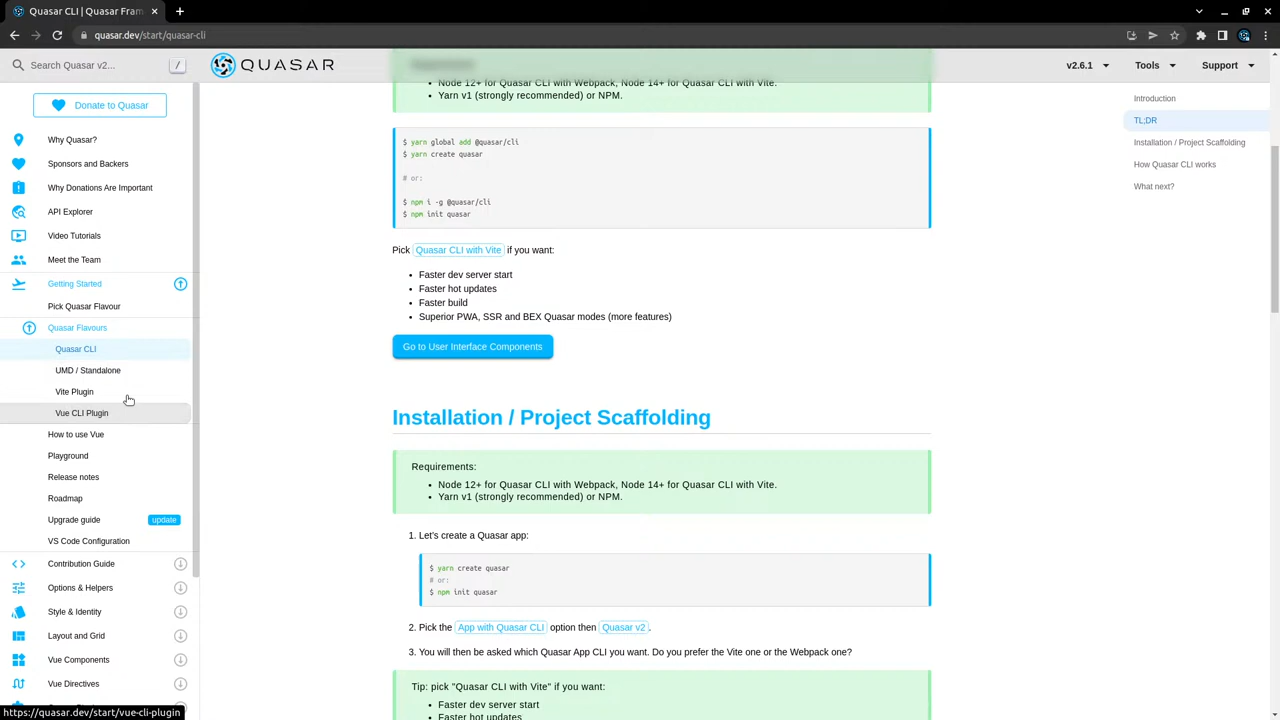 Quasar CLI | Quasar Fram
quasar.dev/start/quasar-cli
Search Quasar v2...
/
QUASAR
v2.6.1
Tools
Support
Donate to Quasar
Why Quasar?
Sponsors and Backers
Why Donations Are Important
API Explorer
Video Tutorials
Meet the Team
Getting Started
Pick Quasar Flavour
Quasar Flavours
Quasar CLI
UMD / Standalone
Vite Plugin
Vue CLI Plugin
How to use Vue
Playground
Release notes
Roadmap
Upgrade guide
update
VS Code Configuration
Contribution Guide
Options & Helpers
Style & Identity
Layout and Grid
Vue Components
Vue Directives
https://quasar.dev/start/vue-cli-plugin
Node 12+ for Quasar CLI with Webpack, Node 14+ for Quasar CLI with Vite.
Yarn v1 (strongly recommended) or NPM.
$ yarn global add @quasar/cli
$ yarn create quasar
# or:
$ npm i -g @quasar/cli
$ npm init quasar
Pick Quasar CLI with Vite if you want:
Faster dev server start
Faster hot updates
Faster build
Superior PWA, SSR and BEX Quasar modes (more features)
Go to User Interface Components
Installation / Project Scaffolding
Requirements:
Node 12+ for Quasar CLI with Webpack, Node 14+ for Quasar CLI with Vite.
Yarn v1 (strongly recommended) or NPM.
1. Let's create a Quasar app:
$ yarn create quasar
# or:
$ npm init quasar
2. Pick the App with Quasar CLI option then Quasar v2.
3. You will then be asked which Quasar App CLI you want. Do you prefer the Vite one or the Webpack one?
Tip: pick "Quasar CLI with Vite" if you want:
Faster dev server start
Faster hot updates
Introduction
TL;DR
Installation / Project Scaffolding
How Quasar CLI works
What next?